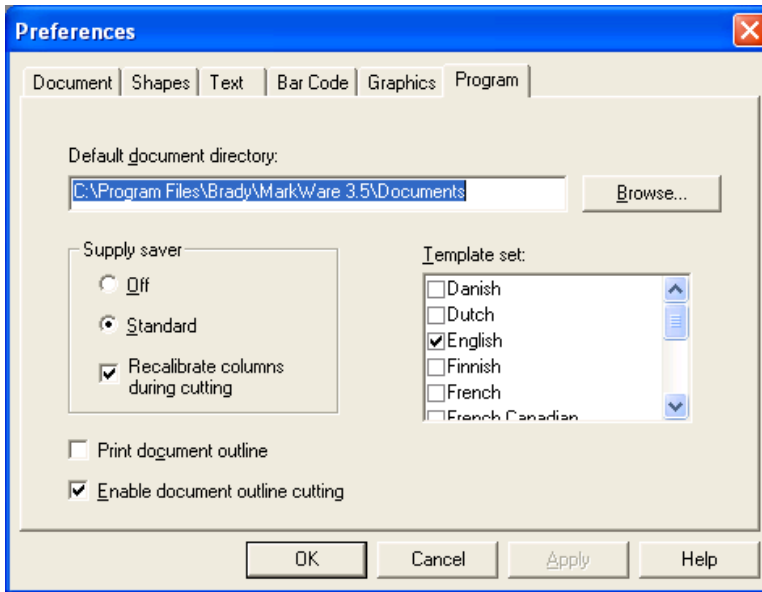 Preferences
Document Shapes Text Bar Code Graphics Program
Default document directory:
C:\Program Files\Brady\MarkWare 3.5\Documents Browse...
Supply saver
Off
Standard
Recalibrate columns
during cutting
Template set:
Danish
Dutch
English
Finnish
French
French Canadian
Print document outline
Enable document outline cutting
OK Cancel Apply Help